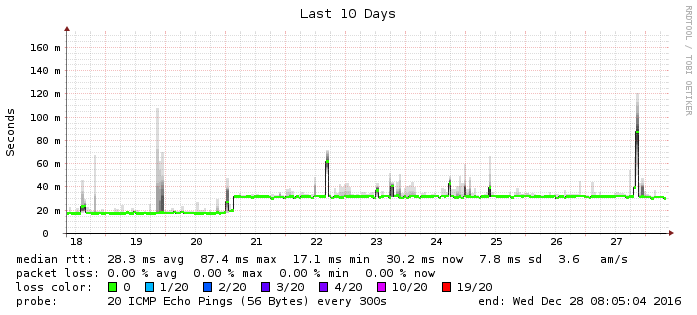 Last 10 Days
RRDTOOL / TOBI OETIKER
Seconds
160 m
140 m
120 m
100 m
80 m
60 m
40 m
20 m
0
18 19 20 21 22 23 24 25 26 27
median rtt: 28.3 ms avg 87.4 ms max 17.1 ms min 30.2 ms now 7.8 ms sd 3.6 am/s
packet loss: 0.00 % avg 0.00 % max 0.00 % min 0.00 % now
loss color: 0 1/20 2/20 3/20 4/20 10/20 19/20
probe: 20 ICMP Echo Pings (56 Bytes) every 300s end: Wed Dec 28 08:05:04 2016